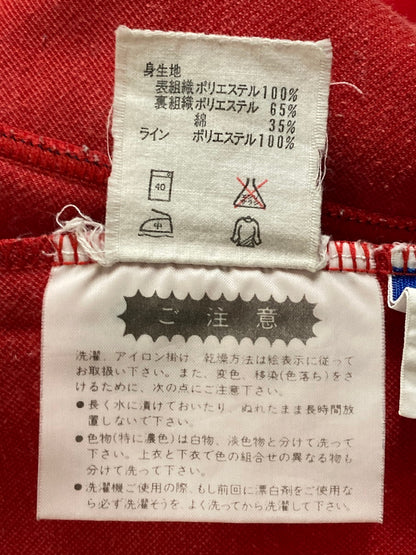 身生地
表組織ポリエステル100%
裏組織ポリエステル 65%
綿 35%
ライン ポリエステル100%
40
中
ご注意
洗濯、アイロン掛け、乾燥方法は絵表示に従って
お取扱い下さい。また、変色、移染(色落ち)をさ
けるために、次の点にご注意下さい。
●長く水に漬けておいたり、ぬれたまま長時間放
置しないで下さい。
●色物(特に濃色)は白物、淡色物と分けて洗って
下さい。上衣と下衣で色の組合せの異なる物も
分けて洗って下さい。
●洗濯機ご使用の際、もし前回に漂白剤をご使用な
ら必ず洗濯そうを、よく洗ってから洗濯して下さい。